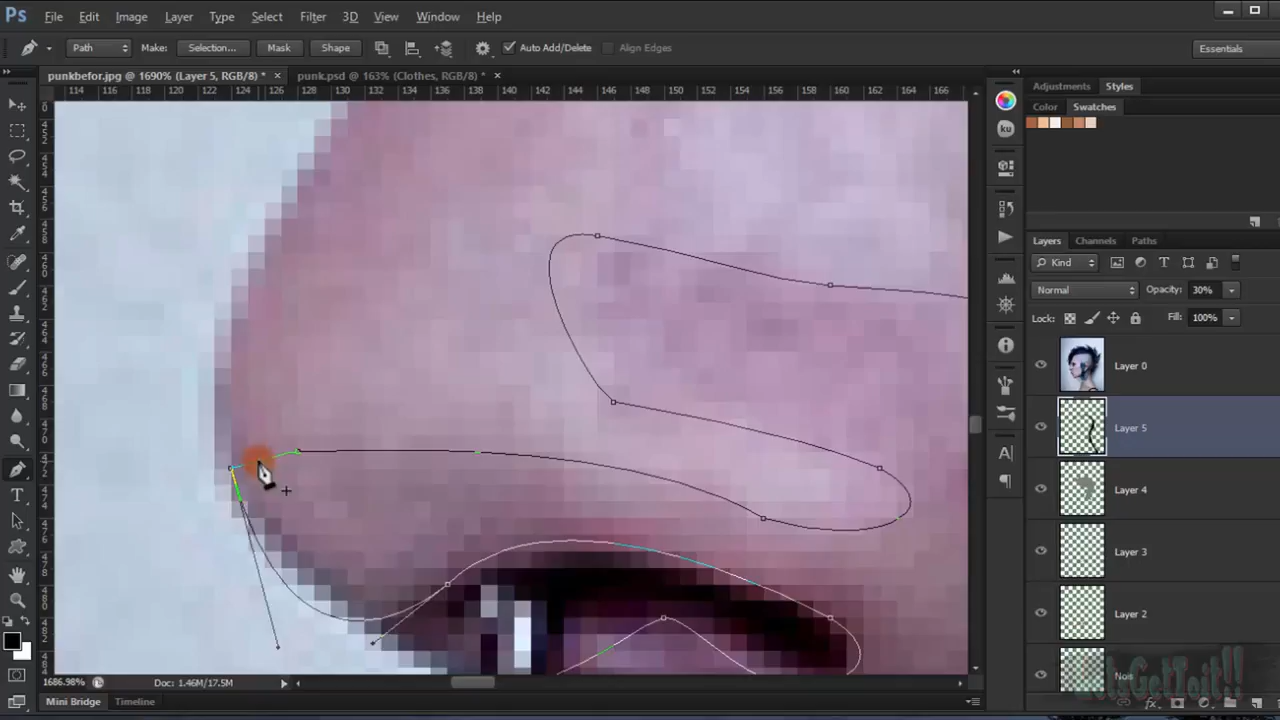 Ps File Edit Image Layer Type Select Filter 3D View Window Help
Path Make: Selection... Mask Shape Auto Add/Delete Align Edges Essentials
punkbefor.jpg @ 1690% (Layer 5, RGB/8) * × punk.psd @ 163% (Clothes, RGB/8) * ×
114 116 118 120 122 124 126 128 130 132 134 136 138 140 142 144 146 148 150 152 154 156 158 160 162 164 166
Adjustments Styles
Color Swatches
ku
Layers Channels Paths
Kind
Normal Opacity: 30%
Lock: Fill: 100%
Layer 0
Layer 5
Layer 4
Layer 3
Layer 2
1686.98% Doc: 1.46M/17.5M
Mini Bridge Timeline